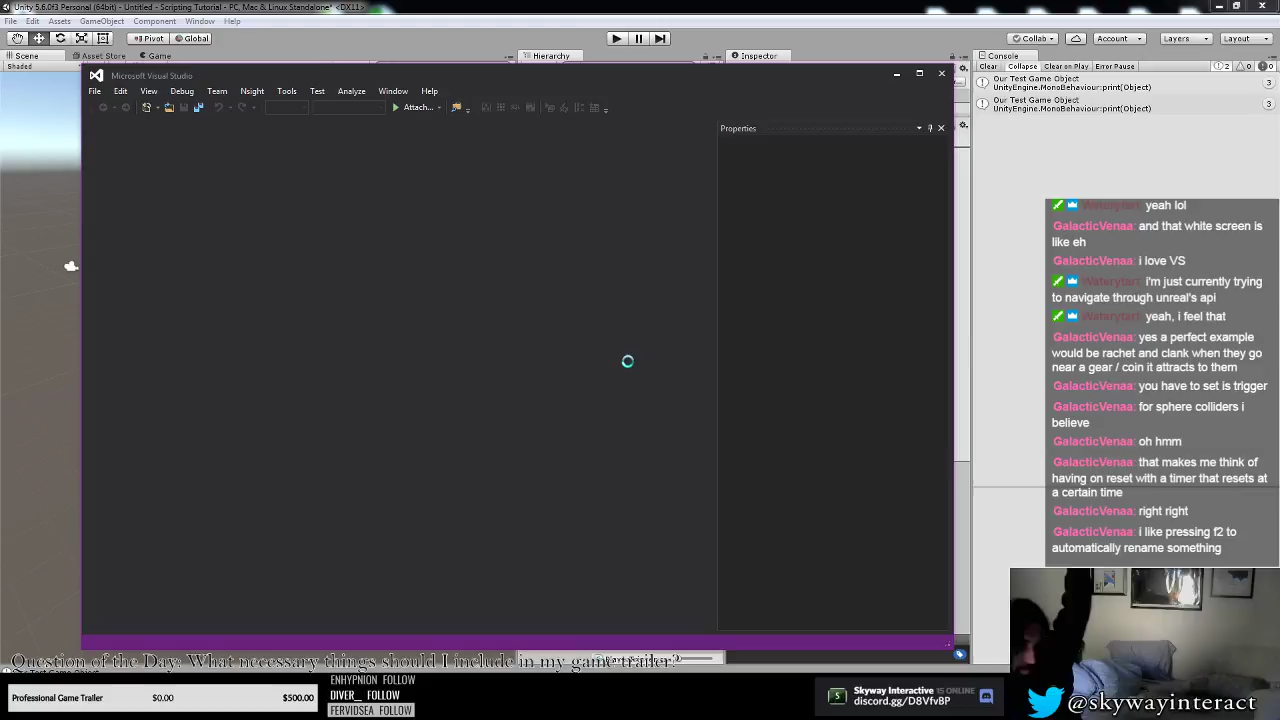 Unity 5.6.0f3 Personal (64bit) - Untitled - Scripting Tutorial - PC, Mac & Linux Standalone* <DX11>
File Edit Assets GameObject Component Window Help
Pivot Global Collab Account Layers Layout
Scene Asset Store Game Hierarchy Inspector Console
Shaded
Clear Collapse Clear on Play Error Pause 2 0 0
Our Test Game Object
UnityEngine.MonoBehaviour:print(Object) 3
Our Test Game Object
UnityEngine.MonoBehaviour:print(Object) 3
Microsoft Visual Studio
File Edit View Debug Team Nsight Tools Test Analyze Window Help
Attach...
Properties
Waterytart yeah lol
GalacticVenaa: and that white screen is
like eh
GalacticVenaa: i love VS
Waterytart i'm just currently trying
to navigate through unreal's api
Waterytart yeah, i feel that
GalacticVenaa: yes a perfect example
would be rachet and clank when they go
near a gear / coin it attracts to them
GalacticVenaa: you have to set is trigger
GalacticVenaa: for sphere colliders i
believe
GalacticVenaa: oh hmm
GalacticVenaa: that makes me think of
having on reset with a timer that resets at
a certain time
GalacticVenaa: right right
GalacticVenaa: i like pressing f2 to
automatically rename something
Question of the Day: What necessary things should I include in my game trailer?
Professional Game Trailer $0.00 $500.00
ENHYPNION FOLLOW
DIVER__ FOLLOW
FERVIDSEA FOLLOW
Skyway Interactive 15 ONLINE
discord.gg/D8VfvBP
@skywayinteract